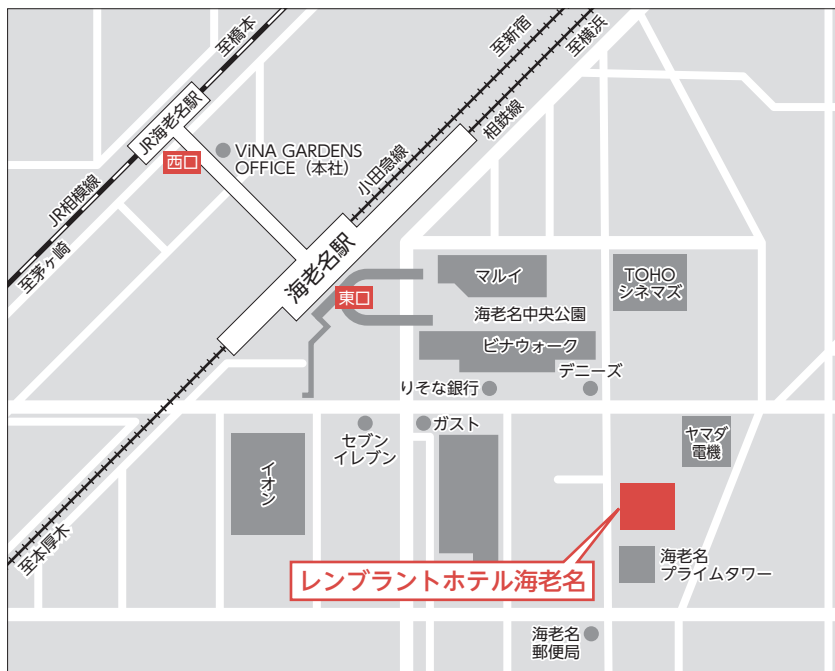 至橋本
至新宿
至横浜
JR海老名駅
相鉄線
西口
ViNA GARDENS
OFFICE（本社）
小田急線
JR相模線
至茅ヶ崎
海老名駅
東口
マルイ
TOHO
シネマズ
海老名中央公園
ビナウォーク
デニーズ
りそな銀行
ガスト
セブン
イレブン
ヤマダ
電機
イオン
至本厚木
レンブラントホテル海老名
海老名
プライムタワー
海老名
郵便局